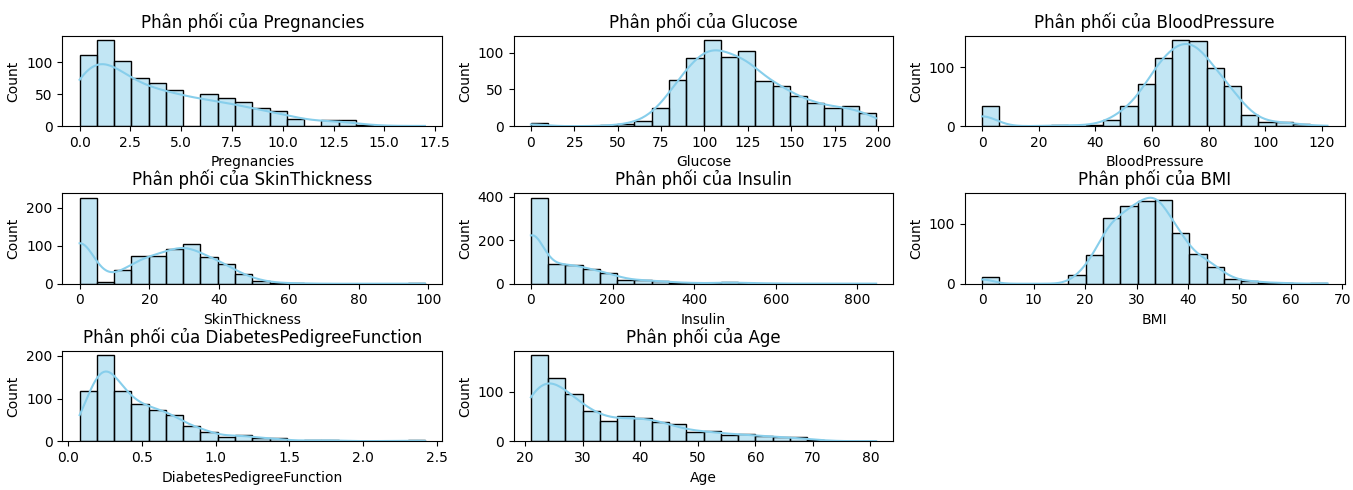 Phân phối của Pregnancies
Count
100
50
0
0.0 2.5 5.0 7.5 10.0 12.5 15.0 17.5
Pregnancies
Phân phối của Glucose
Count
100
50
0
0 25 50 75 100 125 150 175 200
Glucose
Phân phối của BloodPressure
Count
100
0
0 20 40 60 80 100 120
BloodPressure
Phân phối của SkinThickness
Count
200
100
0
0 20 40 60 80 100
SkinThickness
Phân phối của Insulin
Count
400
200
0
0 200 400 600 800
Insulin
Phân phối của BMI
Count
100
0
0 10 20 30 40 50 60 70
BMI
Phân phối của DiabetesPedigreeFunction
Count
200
100
0
0.0 0.5 1.0 1.5 2.0 2.5
DiabetesPedigreeFunction
Phân phối của Age
Count
100
0
20 30 40 50 60 70 80
Age